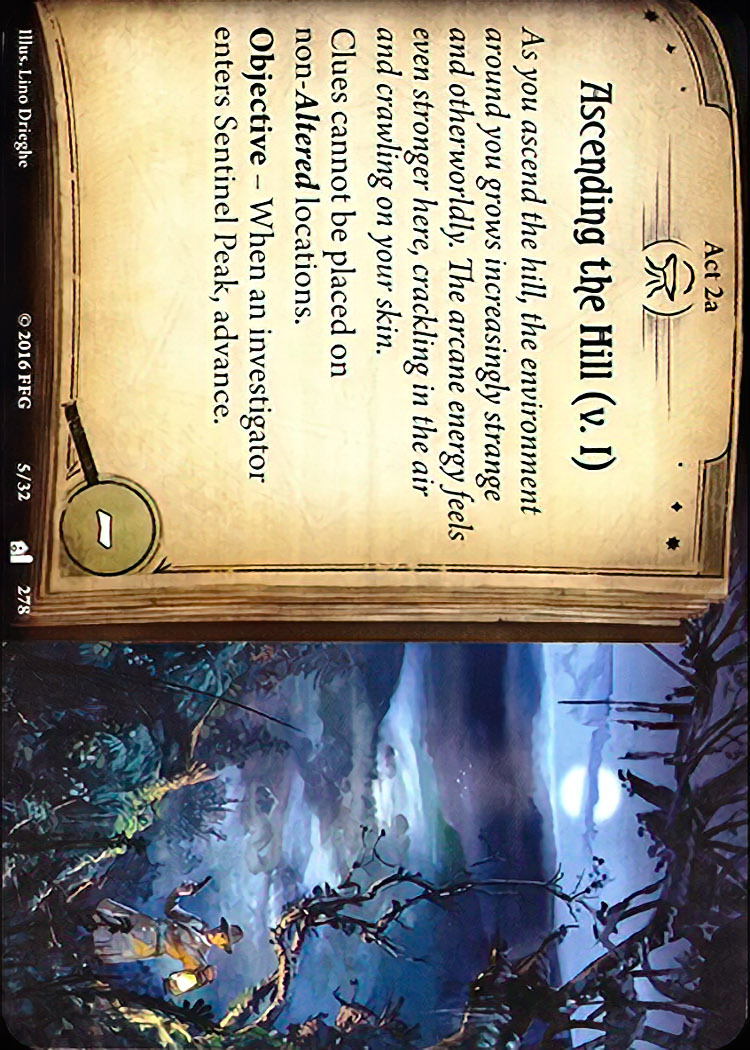 Act 2a
Ascending the Hill (v. I)
As you ascend the hill, the environment
around you grows increasingly strange
and otherworldly. The arcane energy feels
even stronger here, crackling in the air
and crawling on your skin.
Clues cannot be placed on
non-Altered locations.
Objective – When an investigator
enters Sentinel Peak, advance.
–
Illus. Lino Drieghe © 2016 FFG 5/32 278